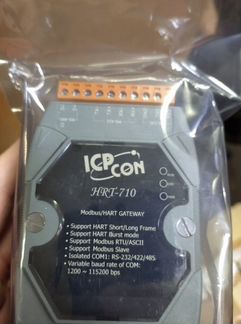 ICP
CON
HRT-710
Modbus/HART GATEWAY
• Support HART Short/Long Frame
• Support HART Burst mode
• Support Modbus RTU/ASCII
• Support Modbus Slave
• Isolated COM1: RS-232/422/485
• Variable baud rate of COM1:
1200 ~ 115200 bps